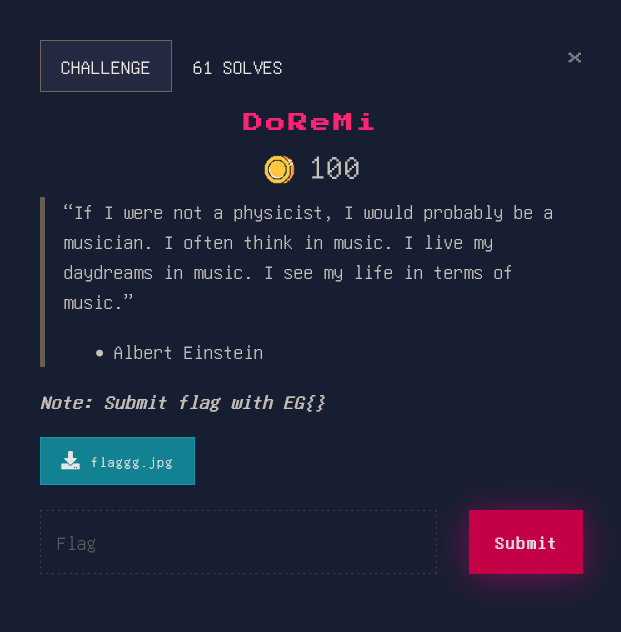 CHALLENGE 61 SOLVES ×
DoReMi
100
“If I were not a physicist, I would probably be a
musician. I often think in music. I live my
daydreams in music. I see my life in terms of
music.”
• Albert Einstein
Note: Submit flag with EG{}
flaggg.jpg
Flag Submit